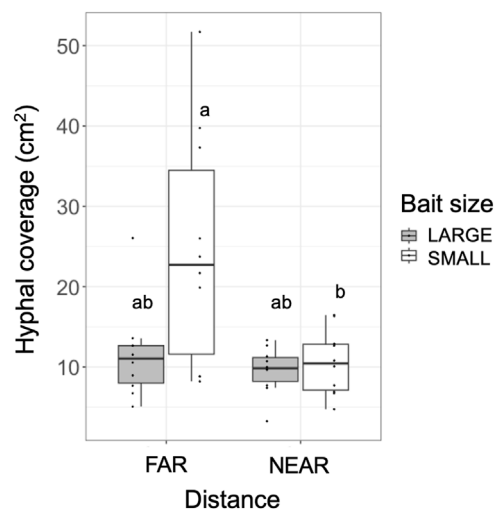 Hyphal coverage (cm²)
50
40
30
20
10
a
ab
ab
b
FAR
NEAR
Distance
Bait size
LARGE
SMALL